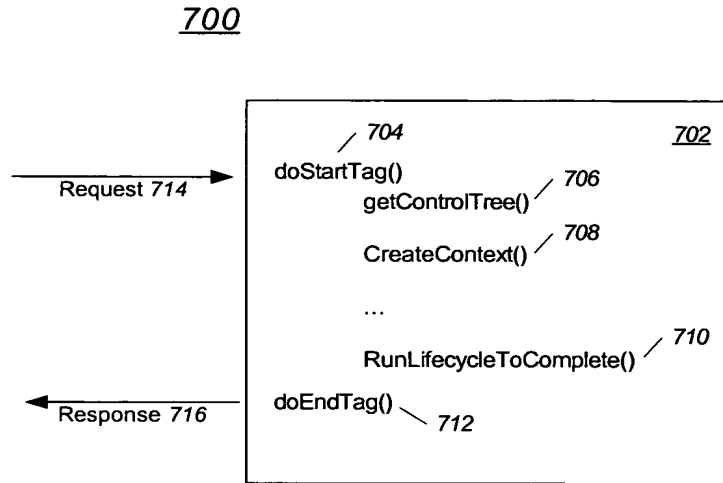 700
704 702
doStartTag()
Request 714
getControlTree() 706
CreateContext() 708
...
RunLifecycleToComplete() 710
doEndTag() 712
Response 716